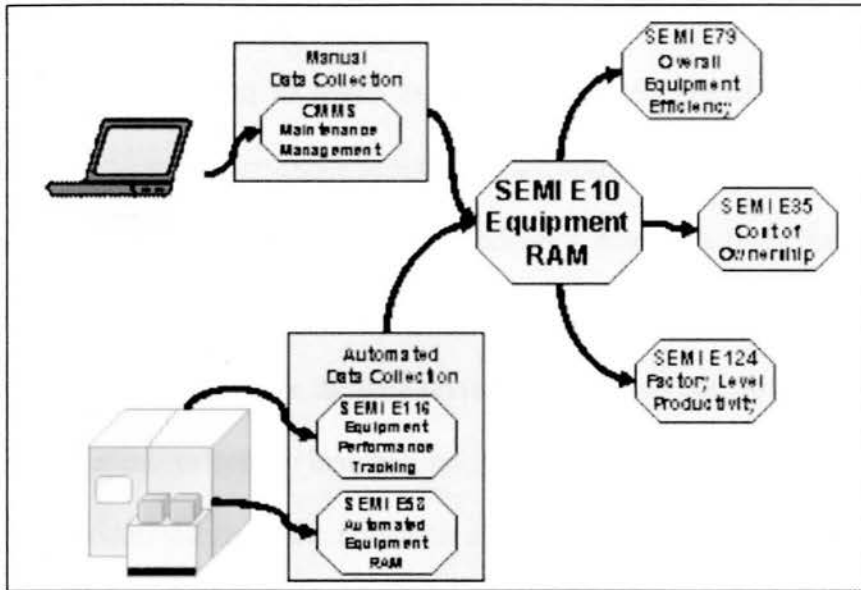 Manual
Data Collection
CMMS
Maintenance
Management
SEMI E10
Equipment
RAM
SEMI E79
Overall
Equipment
Efficiency
SEMI E35
Cost of
Ownership
SEMI E124
Factory Level
Productivity
Automated
Data Collection
SEMI E116
Equipment
Performance
Tracking
SEMI E58
Automated
Equipment
RAM